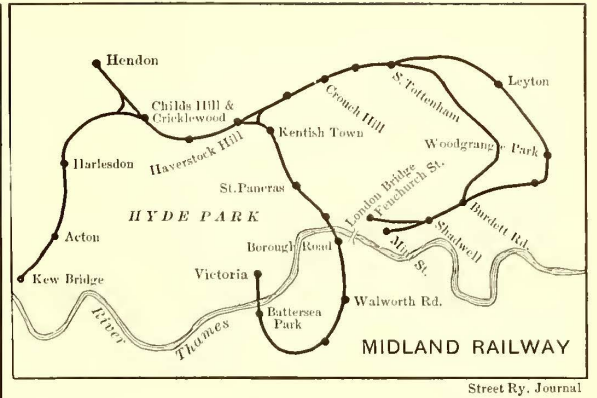 Hendon
Childs Hill &
Cricklewood
Haverstock Hill
Crouch Hill
S. Tottenham
Leyton
Kentish Town
Woodgrange Park
Harlesdon
St. Pancras
HYDE PARK
London Bridge
Fenchurch St.
Burdett Rd.
Shadwell
Min. St.
Acton
Borough Road
Kew Bridge
Victoria
Walworth Rd.
Battersea
Park
River Thames
MIDLAND RAILWAY
Street Ry. Journal